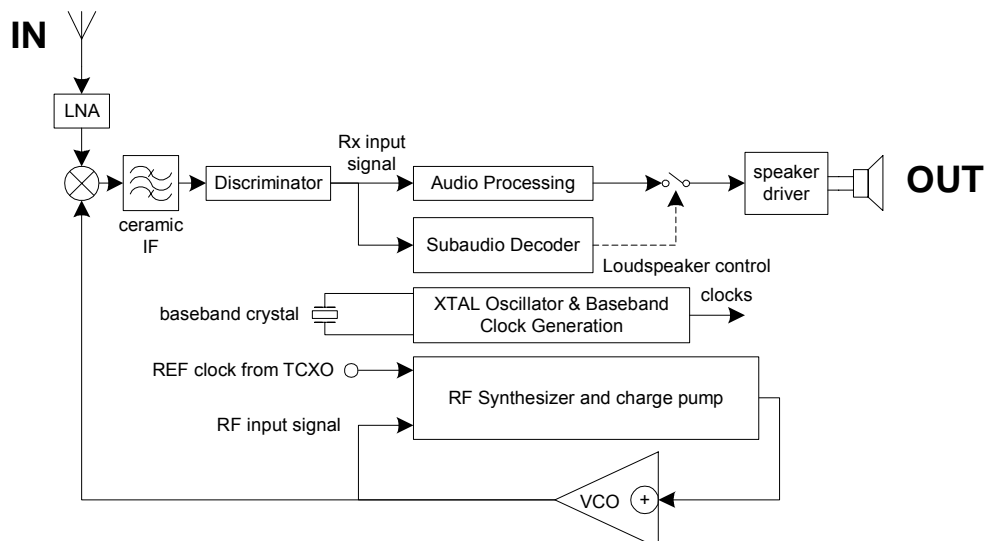 IN
LNA
ceramic
IF
Discriminator
Rx input
signal
Audio Processing
Subaudio Decoder
Loudspeaker control
speaker
driver
OUT
baseband crystal
XTAL Oscillator & Baseband
Clock Generation
clocks
REF clock from TCXO
RF input signal
RF Synthesizer and charge pump
VCO
+